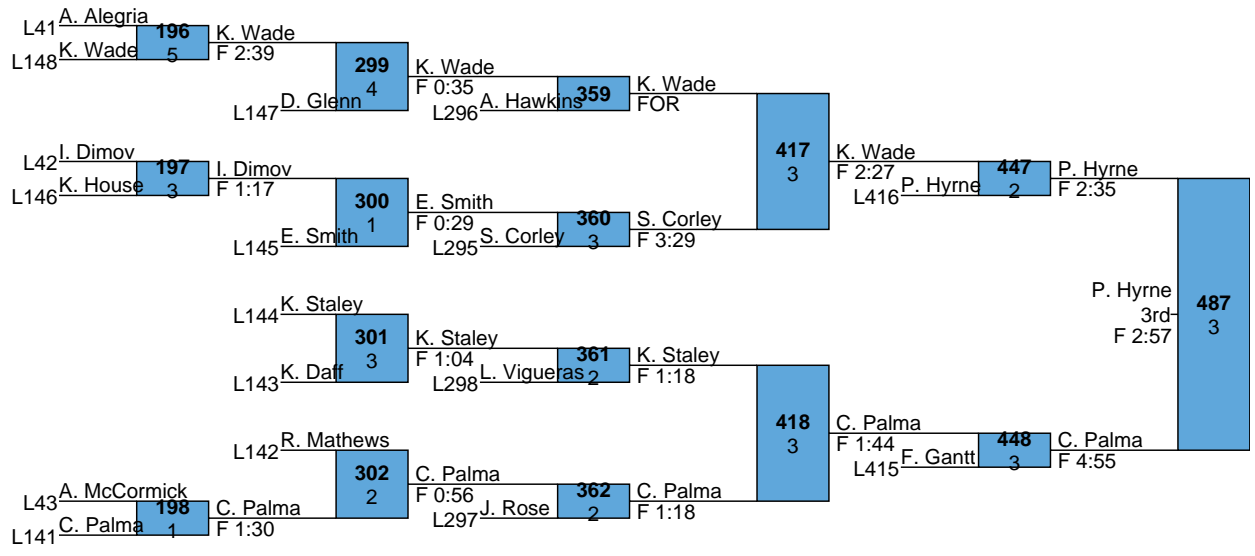 A. Alegria
L41
196
K. Wade
K. Wade
L148
5
F 2:39
299
4
K. Wade
F 0:35
D. Glenn
L147
K. Wade
359
A. Hawkins
L296
FOR
I. Dimov
L42
197
I. Dimov
K. House
L146
3
F 1:17
300
1
E. Smith
F 0:29
E. Smith
L145
360
3
S. Corley
L295
S. Corley
F 3:29
417
3
K. Wade
F 2:27
447
2
P. Hyrne
L416
P. Hyrne
F 2:35
K. Staley
L144
301
3
K. Staley
F 1:04
K. Daff
L143
361
2
L. Vigueras
L298
K. Staley
F 1:18
P. Hyrne
3rd
F 2:57
487
3
R. Mathews
L142
302
2
C. Palma
F 0:56
A. McCormick
L43
198
1
C. Palma
L141
C. Palma
F 1:30
362
2
J. Rose
L297
C. Palma
F 1:18
418
3
C. Palma
F 1:44
448
3
F. Gantt
L415
C. Palma
F 4:55